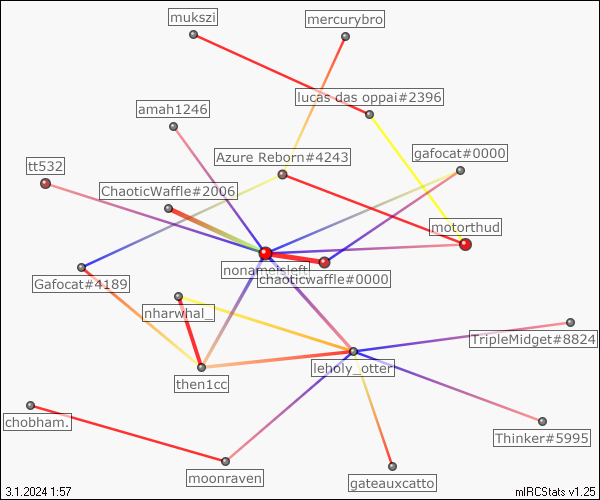 mukszi
mercurybro
lucas das oppai#2396
amah1246
gafocat#0000
Azure Reborn#4243
tt532
ChaoticWaffle#2006
motorthud
nonameisleft
chaoticwaffle#0000
Gafocat#4189
nharwhal_
TripleMidget#8824
leholy_otter
then1cc
chobham.
Thinker#5995
moonraven
gateauxcatto
3.1.2024 1:57
mIRCStats v1.25